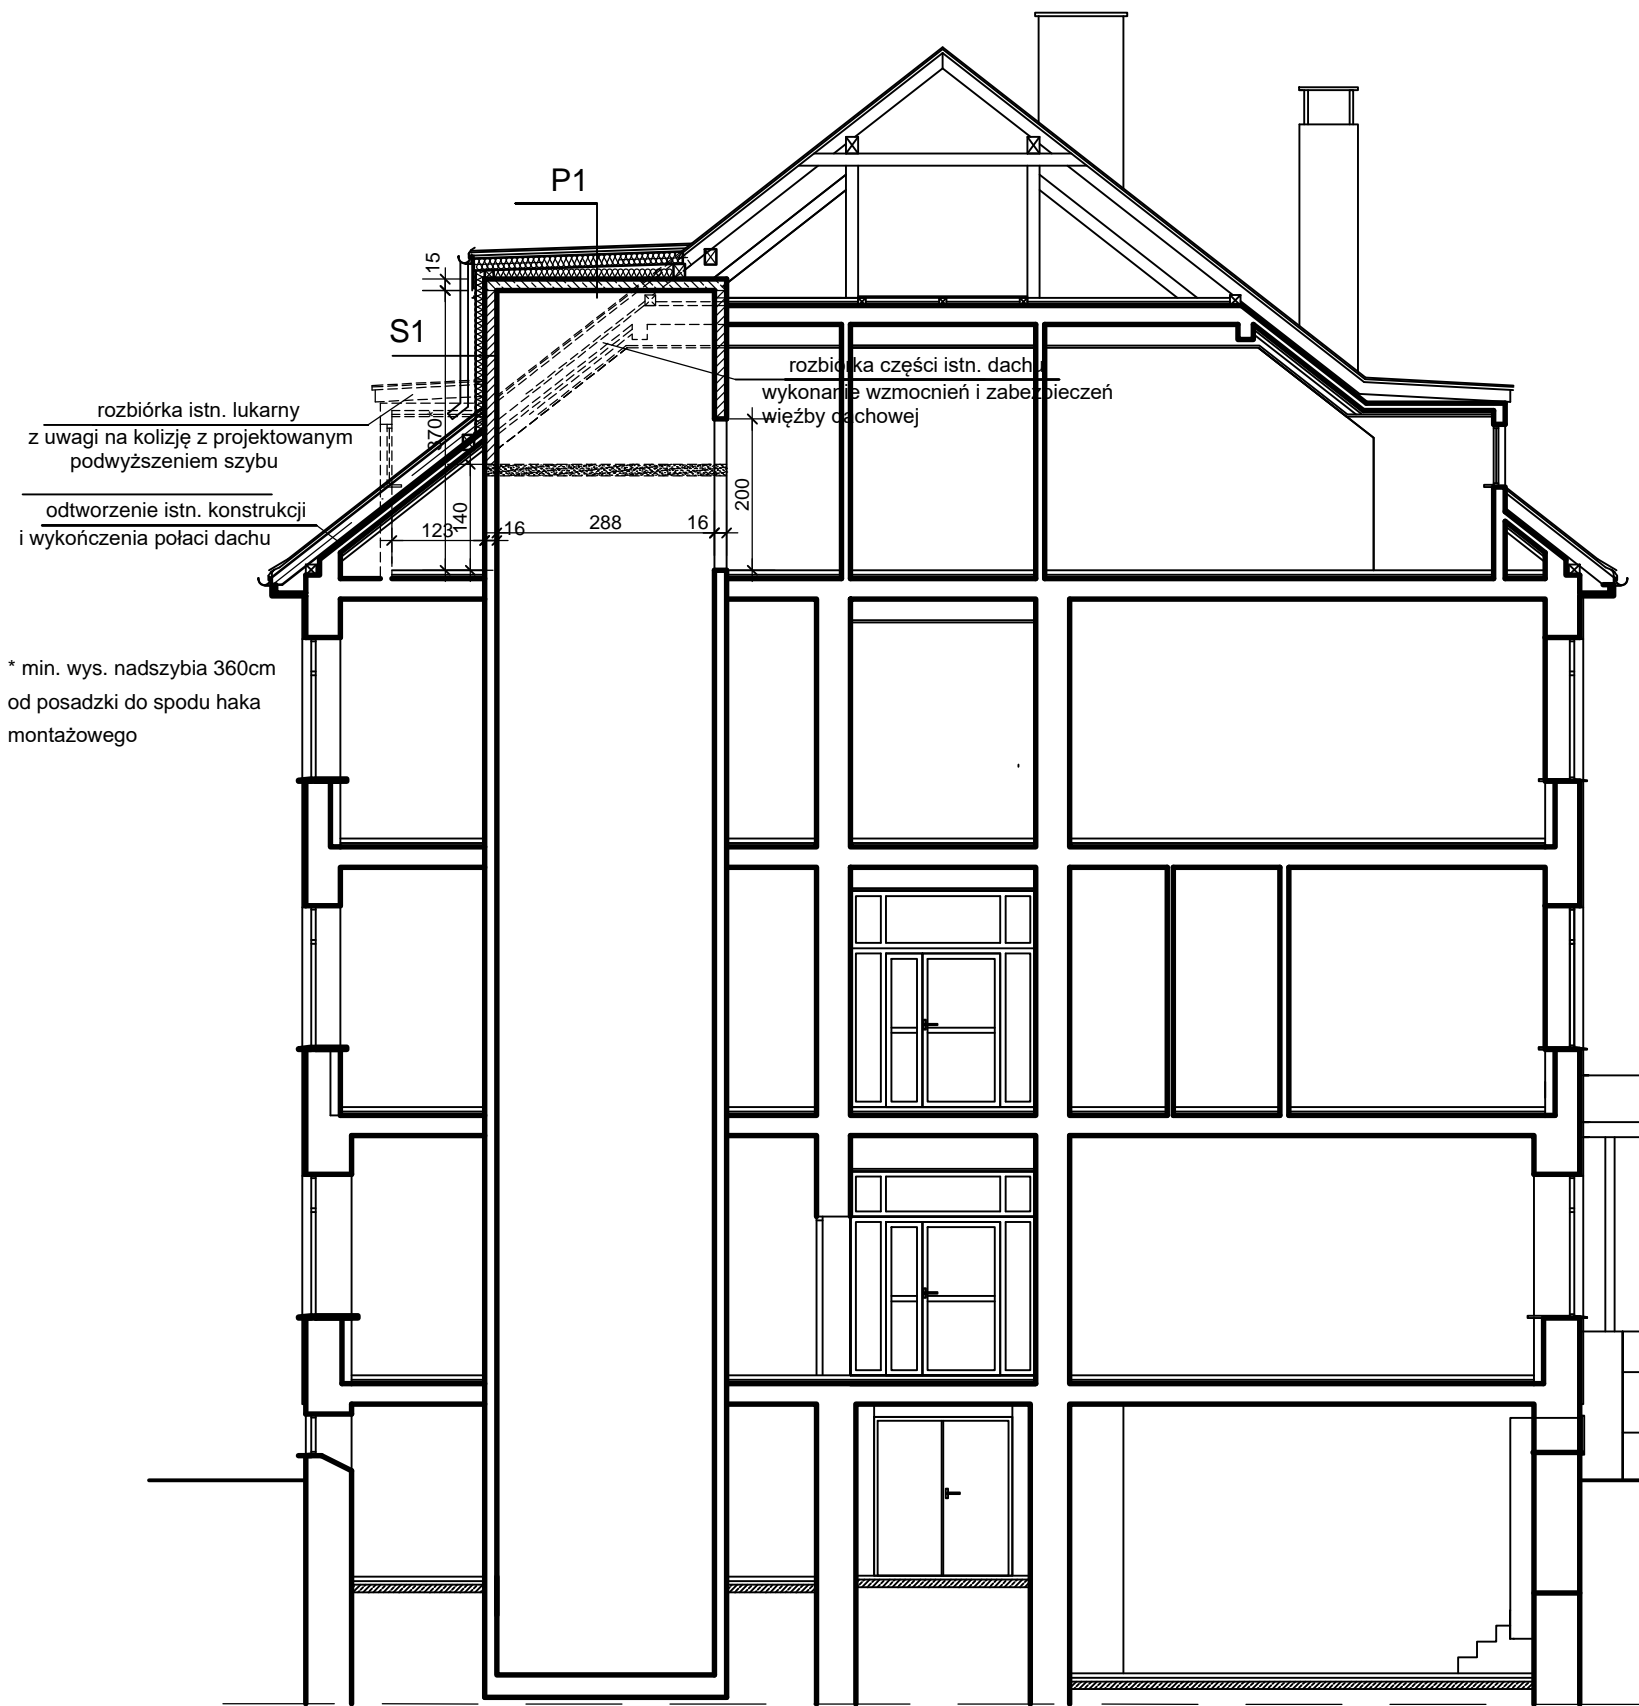 P1
15
S1
rozbiórka części istn. dachu
wykonanie wzmocnień i zabezpieczeń
więźby dachowej
rozbiórka istn. lukarny
z uwagi na kolizję z projektowanym
podwyższeniem szybu
370
odtworzenie istn. konstrukcji
i wykończenia połaci dachu
123
140
16
288
16
200
* min. wys. nadszybia 360cm
od posadzki do spodu haka
montażowego